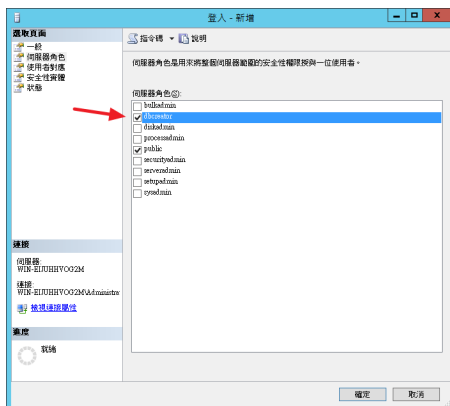 登入 - 新增
選取頁面
一般
伺服器角色
使用者對應
安全性實體
狀態
指令碼
說明
伺服器角色是用來將整個伺服器範圍的安全性權限授與一位使用者。
伺服器角色(S):
bulkadmin
dbcreator
diskadmin
processadmin
public
securityadmin
serveradmin
setupadmin
sysadmin
連接
伺服器:
WIN-EIJUHHVOG2M
連接:
WIN-EIJUHHVOG2M\Administr
檢視連接屬性
進度
就緒
確定
取消